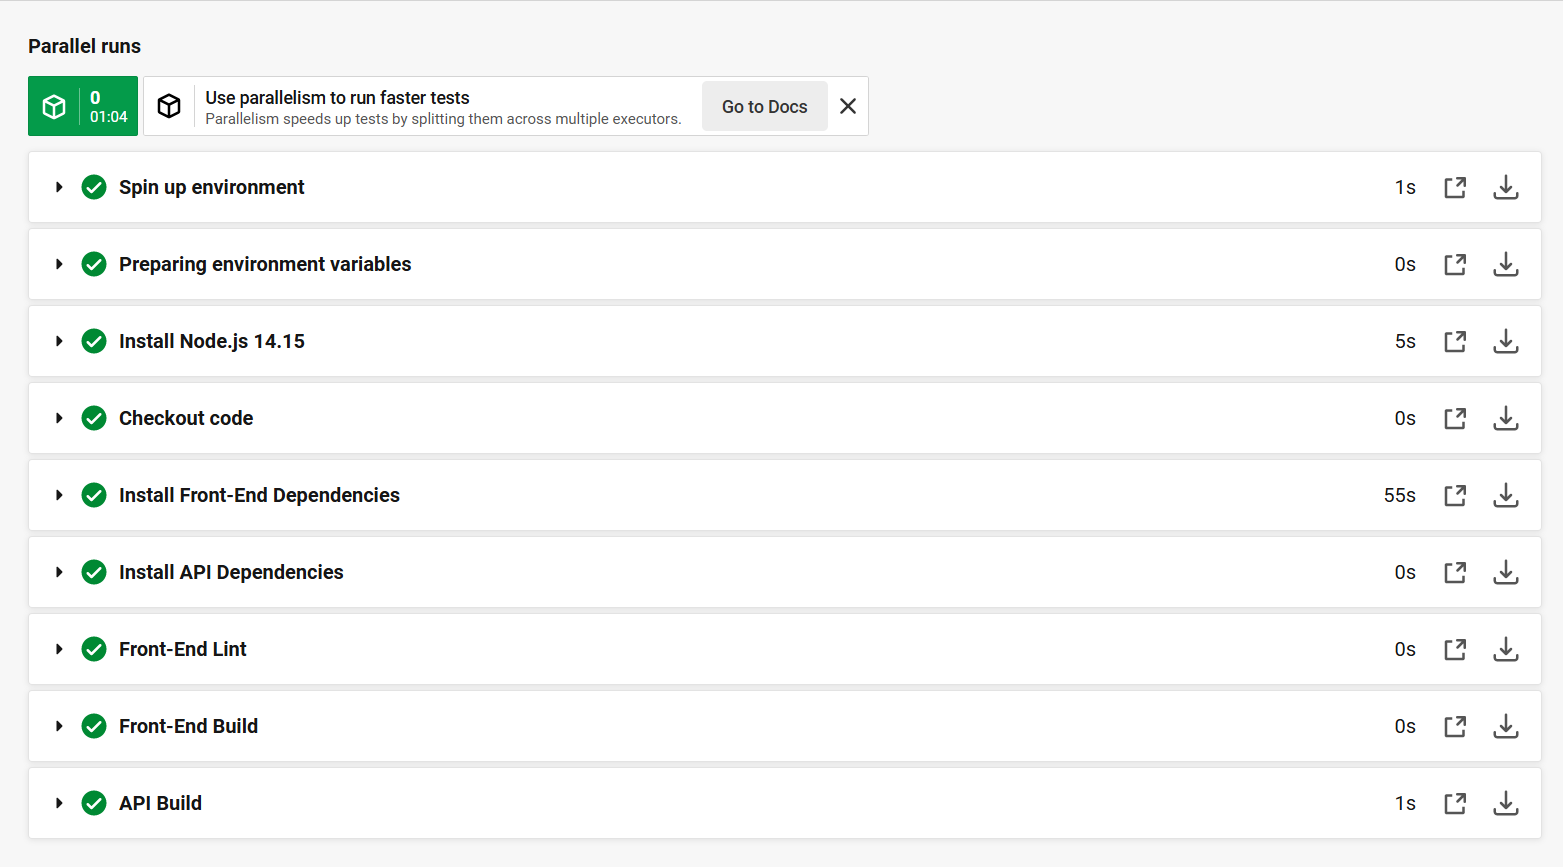 Parallel runs
0
01:04
Use parallelism to run faster tests
Parallelism speeds up tests by splitting them across multiple executors.
Go to Docs
Spin up environment 1s
Preparing environment variables 0s
Install Node.js 14.15 5s
Checkout code 0s
Install Front-End Dependencies 55s
Install API Dependencies 0s
Front-End Lint 0s
Front-End Build 0s
API Build 1s